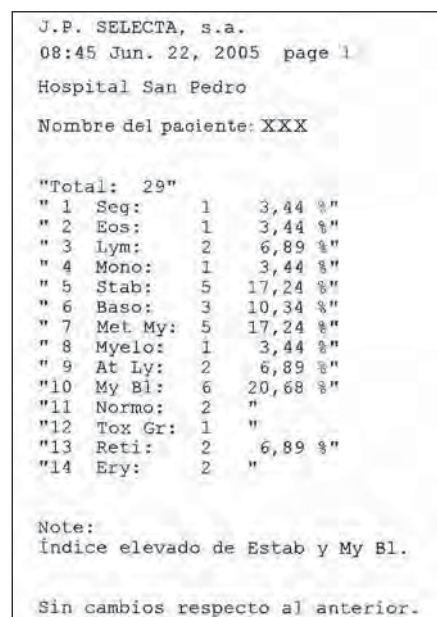 J.P. SELECTA, s.a.
08:45 Jun. 22, 2005 page 1
Hospital San Pedro
Nombre del paciente: XXX
"Total: 29"
" 1 Seg: 1 3,44 %"
" 2 Eos: 1 3,44 %"
" 3 Lym: 2 6,89 %"
" 4 Mono: 1 3,44 %"
" 5 Stab: 5 17,24 %"
" 6 Baso: 3 10,34 %"
" 7 Met My: 5 17,24 %"
" 8 Myelo: 1 3,44 %"
" 9 At Ly: 2 6,89 %"
"10 My Bl: 6 20,68 %"
"11 Normo: 2 "
"12 Tox Gr: 1 "
"13 Reti: 2 6,89 %"
"14 Ery: 2 "
Note:
Índice elevado de Estab y My Bl.
Sin cambios respecto al anterior.